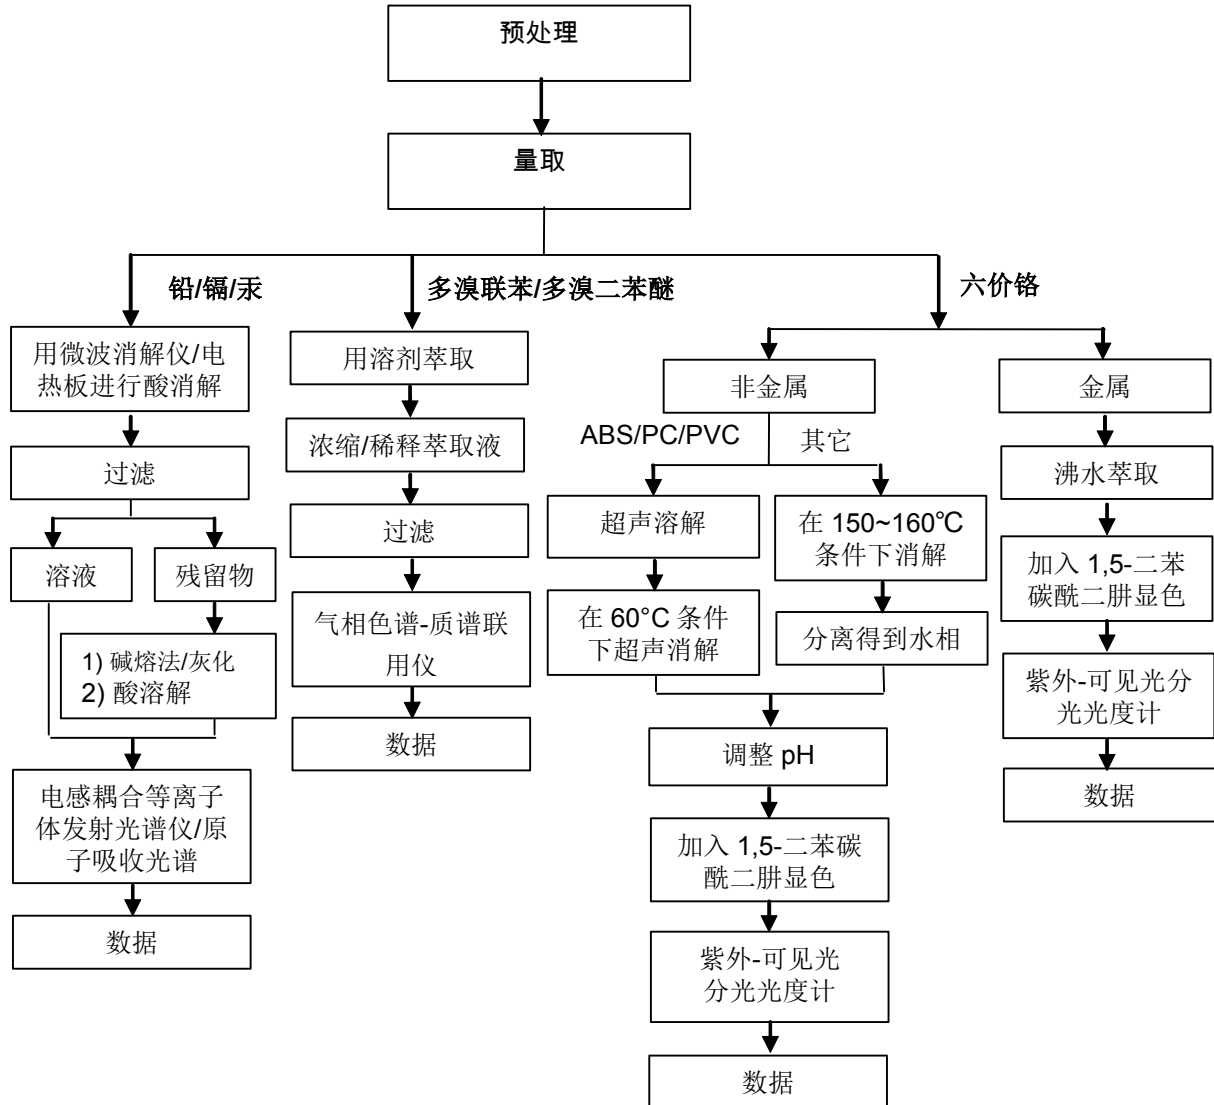 预处理
量取
铅/镉/汞
多溴联苯/多溴二苯醚
六价铬
用微波消解仪/电
热板进行酸消解
过滤
溶液
残留物
1) 碱熔法/灰化
2) 酸溶解
电感耦合等离子
体发射光谱仪/原
子吸收光谱
数据
用溶剂萃取
浓缩/稀释萃取液
过滤
气相色谱-质谱联
用仪
数据
非金属
ABS/PC/PVC
其它
超声溶解
在 60°C 条件
下超声消解
在 150~160℃
条件下消解
分离得到水相
调整 pH
加入 1,5-二苯碳
酰二肼显色
紫外-可见光
分光光度计
数据
金属
沸水萃取
加入 1,5-二苯
碳酰二肼显色
紫外-可见光分
光光度计
数据